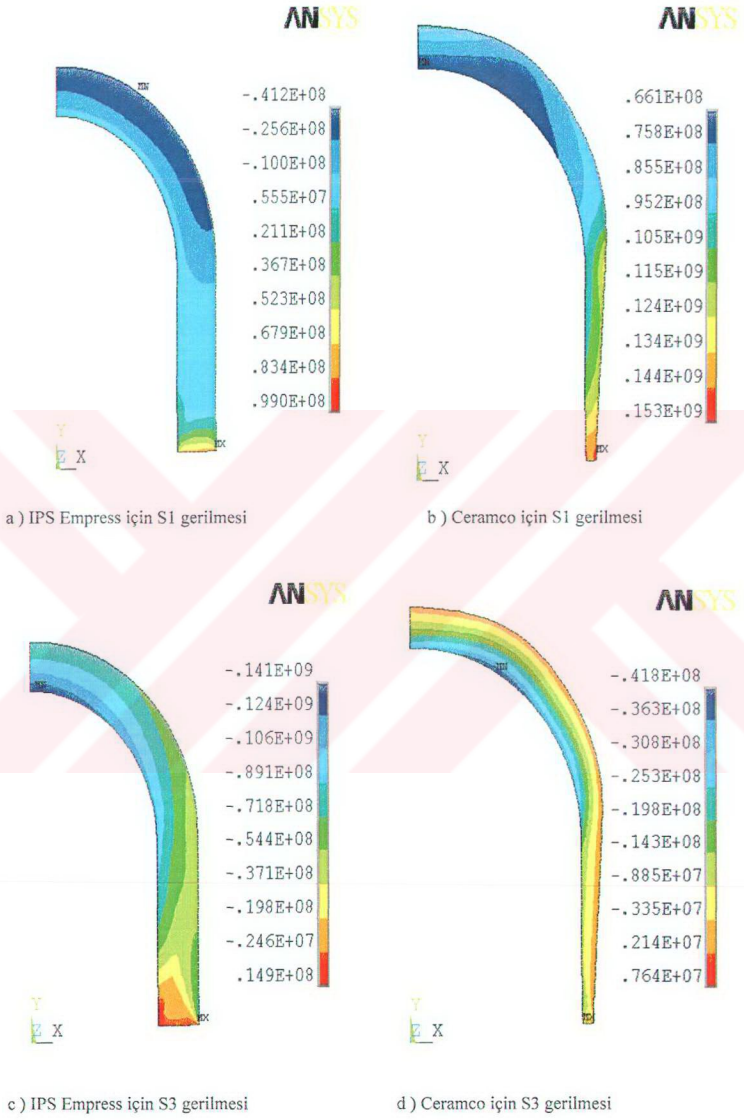 ANSYS
-.412E+08
-.256E+08
-.100E+08
.555E+07
.211E+08
.367E+08
.523E+08
.679E+08
.834E+08
.990E+08
MN
MX
Y
Z X
a ) IPS Empress için S1 gerilmesi
ANSYS
.661E+08
.758E+08
.855E+08
.952E+08
.105E+09
.115E+09
.124E+09
.134E+09
.144E+09
.153E+09
MN
MX
Y
Z X
b ) Ceramco için S1 gerilmesi
ANSYS
-.141E+09
-.124E+09
-.106E+09
-.891E+08
-.718E+08
-.544E+08
-.371E+08
-.198E+08
-.246E+07
.149E+08
MN
MX
Y
Z X
c ) IPS Empress için S3 gerilmesi
ANSYS
-.418E+08
-.363E+08
-.308E+08
-.253E+08
-.198E+08
-.143E+08
-.885E+07
-.335E+07
.214E+07
.764E+07
MN
MX
Y
Z X
d ) Ceramco için S3 gerilmesi